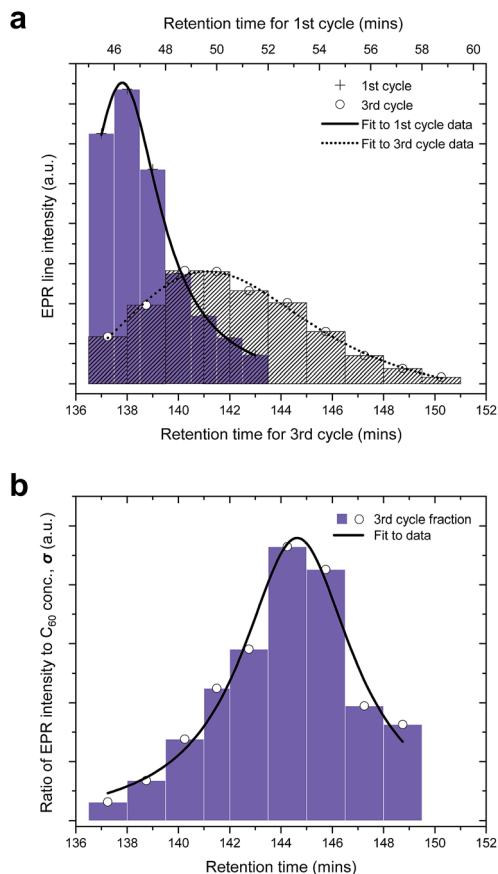 a
Retention time for 1st cycle (mins)
46 48 50 52 54 56 58 60
1st cycle
3rd cycle
Fit to 1st cycle data
Fit to 3rd cycle data
EPR line intensity (a.u.)
136 138 140 142 144 146 148 150 152
Retention time for 3rd cycle (mins)
b
3rd cycle fraction
Fit to data
Ratio of EPR intensity to C₆₀ conc., σ (a.u.)
136 138 140 142 144 146 148 150 152
Retention time (mins)